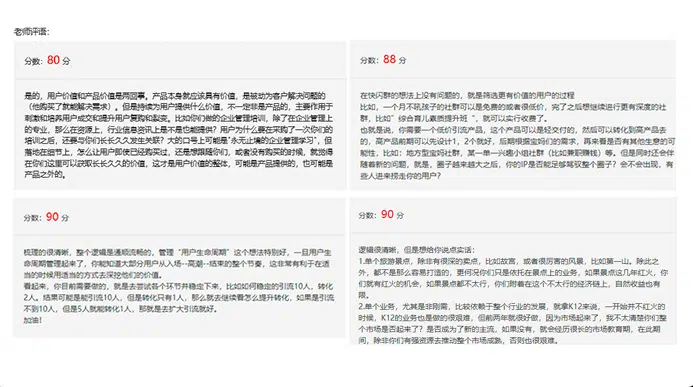 老师评语：
分数：80 分
是的，用户价值和产品价值是两回事。产品本身就应该具有价值，是被动为客户解决问题的
（他购买了就能解决需求）。但是持续为用户提供什么价值，不一定非是产品的，主要作用于
刺激和培养用户成交和提升用户复购和裂变。比如你们做的企业管理培训，除了在企业管理上
的专业，那么在资源上，行业信息资讯上是不是也能提供？用户为什么要在采购了一次你们的
培训之后，还要与你们长长久久发生关联？大的口号上可能是'永无止境的企业管理学习'，但
落地在细节上，怎么让用户即使已经购买过，还是想跟随你们，或者没有购买的时候，就觉得
在你们这里可以获取长长久久的价值，这才是用户价值的整体，可能是产品提供的，也可能是
产品之外的。
分数：88 分
在快闪群的想法上没有问题的，就是筛选更有价值的用户的过程
比如，一个月不吼孩子的社群可以是免费的或者很低价，完了之后想继续进行更有深度的社
群，比如“ 综合育儿素质提升班 ”，就可以实行收费了。
也就是说，你需要一个低价引流产品，这个产品可以是轻交付的，然后可以转化到高产品去
的，高产品前期可以先设计1，2个就好，后期根据宝妈们的需求，再来看是否有其他生意的可
能性，比如：地方型宝妈社群，某一单一兴趣小组社群（比如兼职赚钱）等。但是同时还会伴
随着新的问题，就是，圈子越来越大之后，你的IP是否能足够驾驭整个圈子？会不会出现，有
些人进来捞走你的用户？
分数：90 分
梳理的很清晰，整个逻辑是通顺流畅的，管理“用户生命周期”这个想法特别好，一旦用户生
命周期管理起来了，你能知道大部分用户从入场--高潮--结束的整个节奏，这非常有利于在适
当的时候用适当的方式去深挖他们的价值。
看起来，你目前需要做的，就是去尝试各个环节并稳定下来，比如如何稳定的引流10人，转化
2人。结果可能是能引流10人，但是转化只有1人，那么就去继续看怎么提升转化，如果是引流
不到10人，但是5人就能转化1人，那就是去扩大引流就好。
加油！
分数：90 分
逻辑很清晰，但是想给你说点实话：
1.单个旅游景点，除非有很深的卖点，比如故宫，或者很厉害的风景，比如第一山。除此之
外，都不是那么容易打造的，更何况你们只是依托在景点上的业务，如果景点这几年红火，你
们就有红火的机会，如果景点都不太行，你们附着在这个不太行的经济链上，自然收益也有
限。
2.单个业务，尤其是非刚需，比较依赖于整个行业的发展，就拿K12来说，一开始并不红火的
时候，K12的业务也是做的很艰难，但前两年就很好做，因为市场起来了，我不太清楚你们整
个市场是否起来了？是否成为了新的主流，如果没有，就会经历很长的市场教育期，在此期
间，除非你们有强资源去推动整个市场成熟，否则也很艰难。